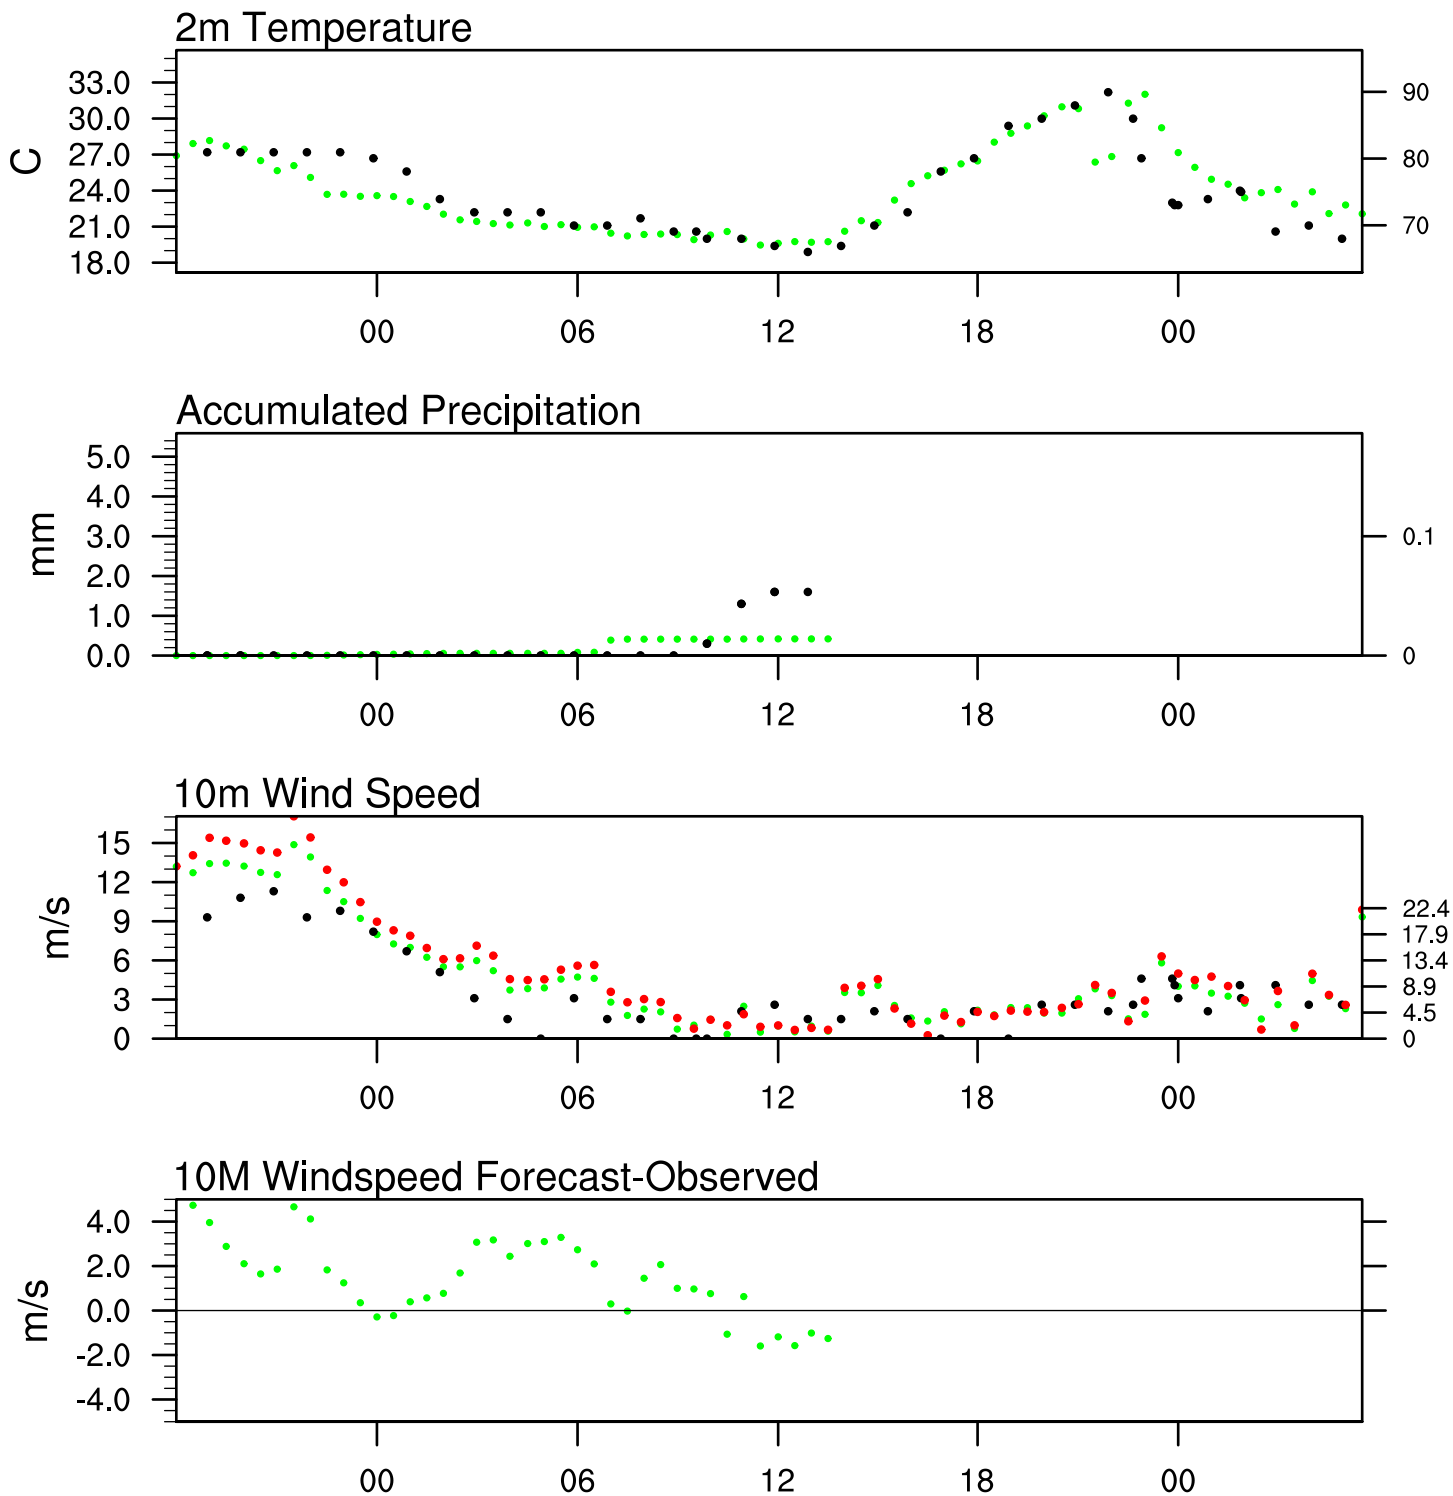 2m Temperature
C
33.0
30.0
27.0
24.0
21.0
18.0
90
80
70
00 06 12 18 00
Accumulated Precipitation
mm
5.0
4.0
3.0
2.0
1.0
0.0
0.1
0
00 06 12 18 00
10m Wind Speed
m/s
15
12
9
6
3
0
22.4
17.9
13.4
8.9
4.5
0
00 06 12 18 00
10M Windspeed Forecast-Observed
m/s
4.0
2.0
0.0
-2.0
-4.0
00 06 12 18 00